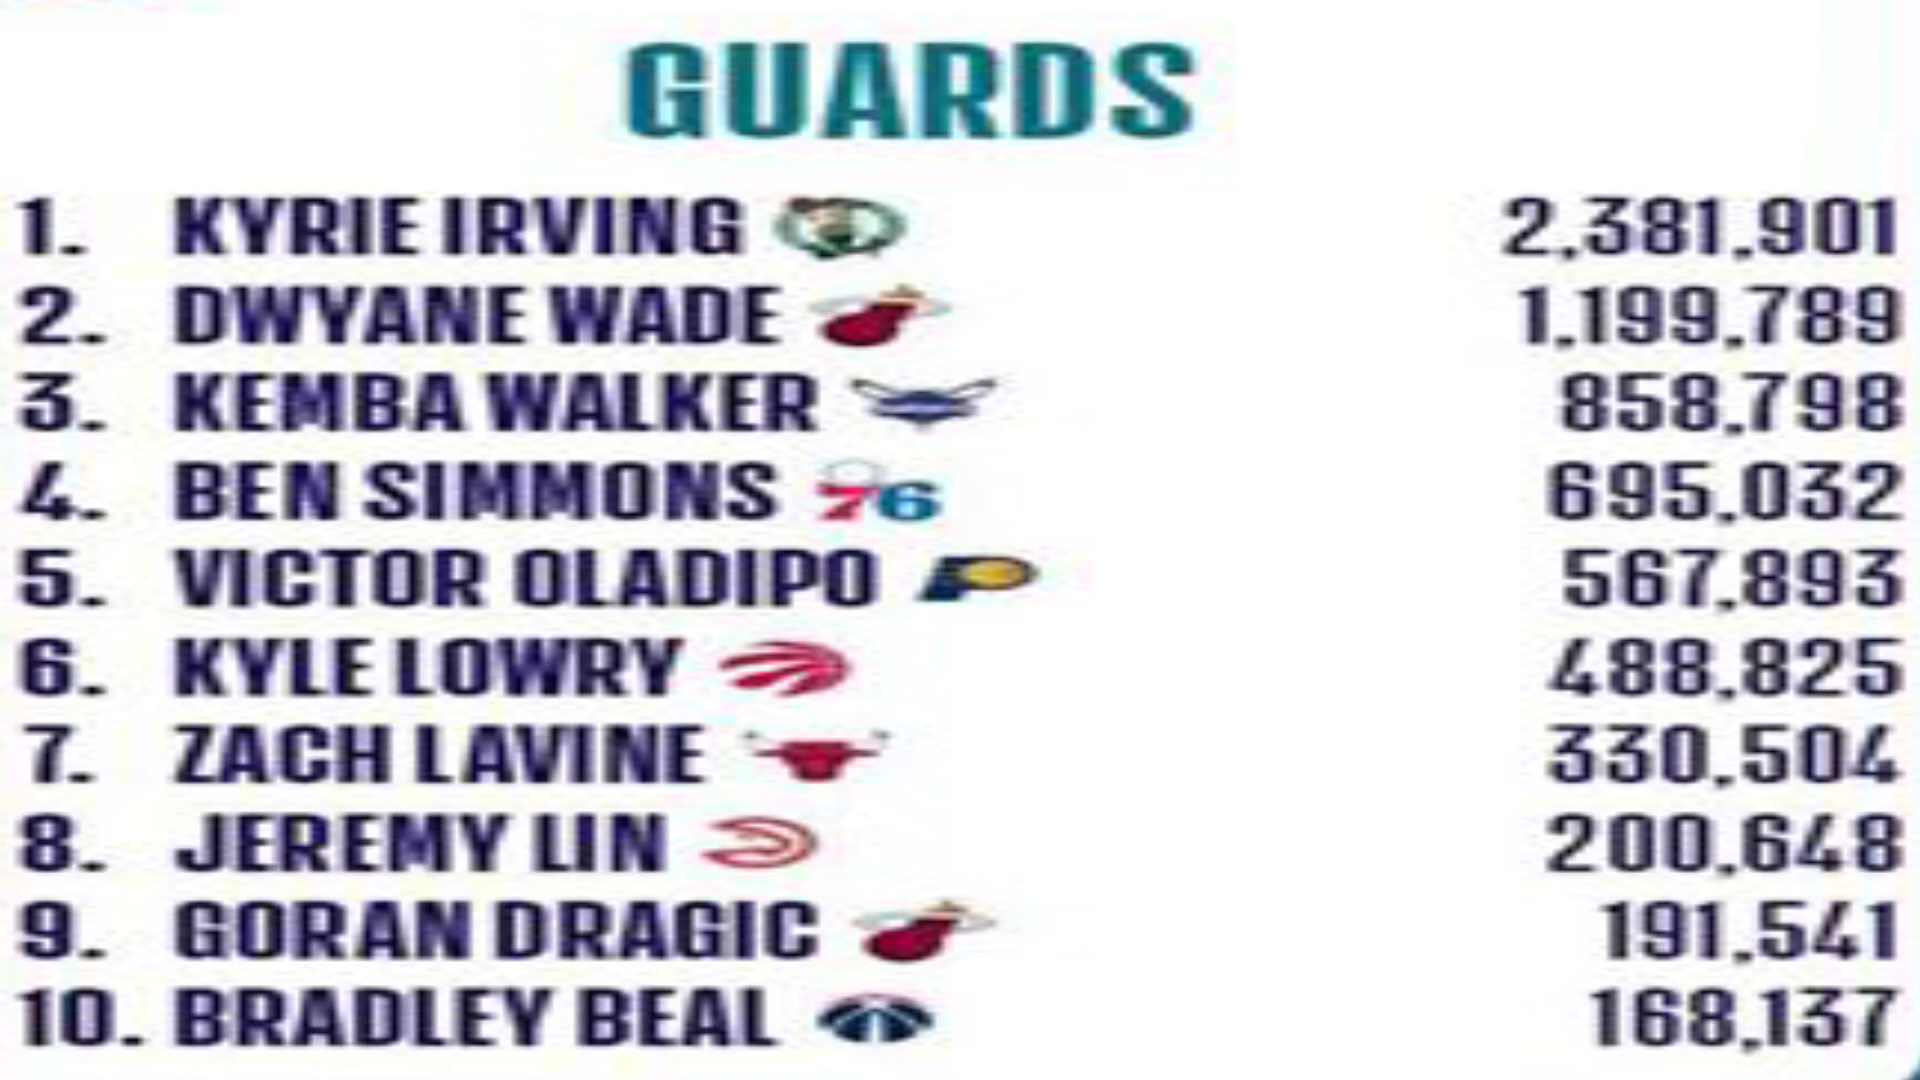 GUARDS
1. KYRIE IRVING 2,381,901
2. DWYANE WADE 1,199,789
3. KEMBA WALKER 858,798
4. BEN SIMMONS 76 695,032
5. VICTOR OLADIPO 567,893
6. KYLE LOWRY 488,825
7. ZACH LAVINE 330,504
8. JEREMY LIN 200,648
9. GORAN DRAGIC 191,541
10. BRADLEY BEAL 168,137